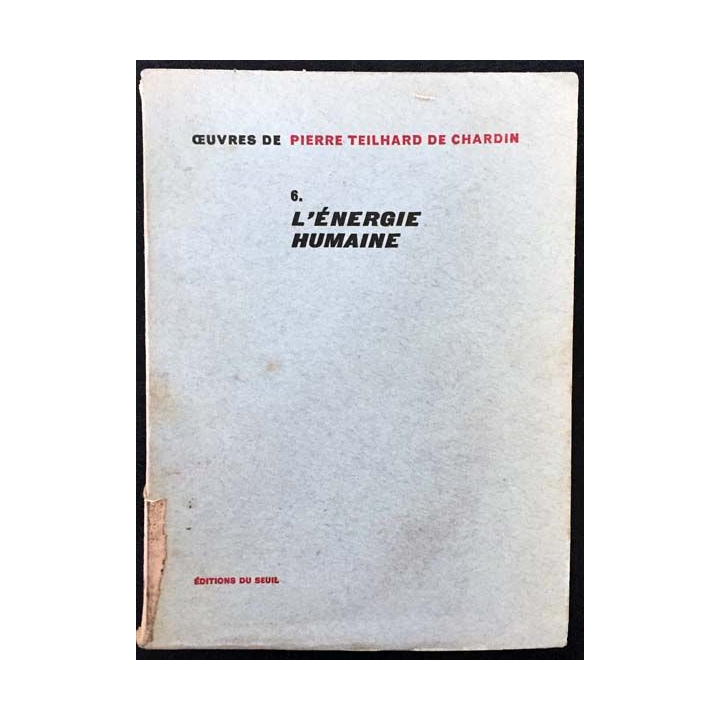 ŒUVRES DE PIERRE TEILHARD DE CHARDIN
6.
L'ÉNERGIE
HUMAINE
ÉDITIONS DU SEUIL